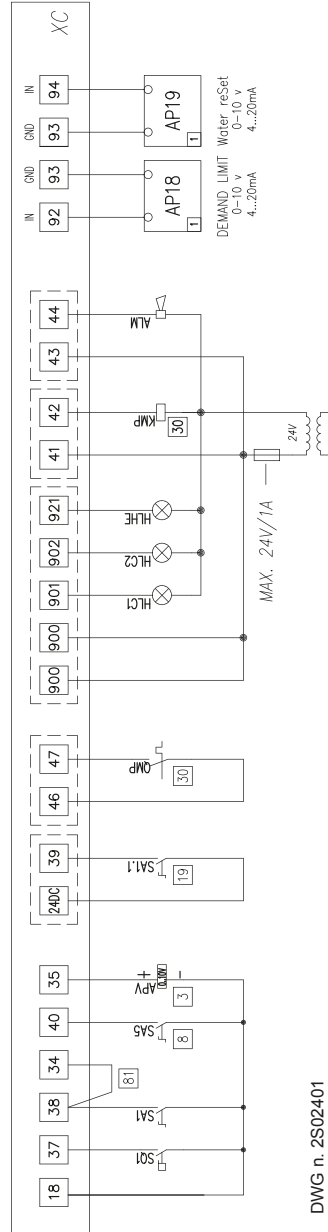 XC
IN
GND
GND
IN
94
93
93
92
44
43
42
41
921
902
901
900
900
47
46
39
24DC
35
40
34
38
37
18
AP19
1
AP18
1
Water reSet
0-10 v
4...20mA
DEMAND LIMIT
0-10 v
4...20mA
ALM
KMP
30
HLHE
HLC2
HLC1
24V
MAX. 24V/1A
QMP
30
SA1.1
19
APV
+
0..10V
-
3
SA5
8
81
SA1
SQ1
DWG n. 2S02401